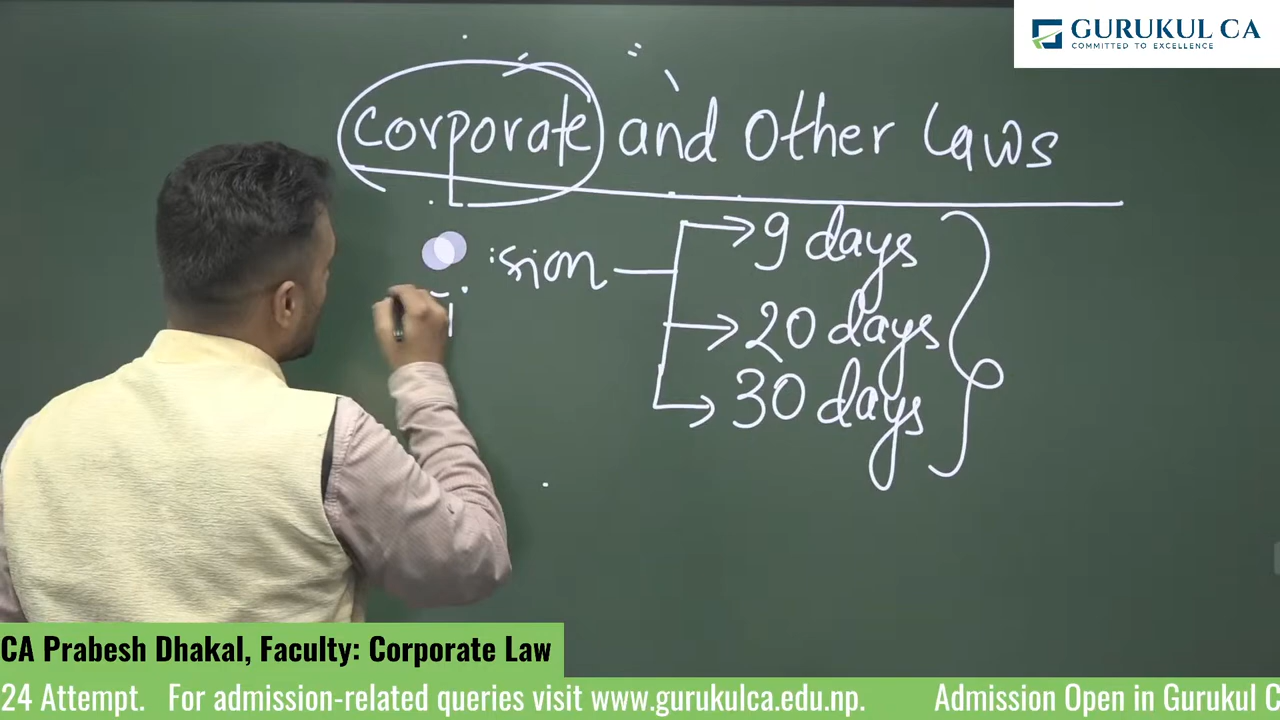 GURUKUL CA
COMMITTED TO EXCELLENCE
Corporate and Other Laws
sion
9 days
20 days
30 days
CA Prabesh Dhakal, Faculty: Corporate Law
24 Attempt. For admission-related queries visit www.gurukulca.edu.np. Admission Open in Gurukul C